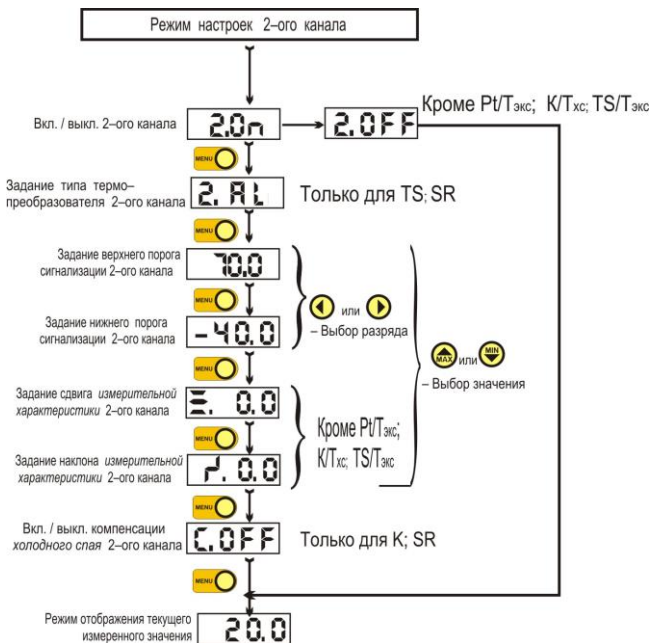 Режим настроек 2–ого канала
Кроме Pt/Tэкс; К/Тхс; TS/Tэкс
Вкл. / выкл. 2–ого канала
2.0n
2.0FF
MENU
Задание типа термо–
преобразователя 2–ого канала
2. AL
Только для TS; SR
MENU
Задание верхнего порога
сигнализации 2–ого канала
70.0
MENU
или
– Выбор разряда
Задание нижнего порога
сигнализации 2–ого канала
-40.0
MAX
или
MIN
– Выбор значения
MENU
Задание сдвига измерительной
характеристики 2–ого канала
0.0
MENU
Кроме Pt/Tэкс;
К/Тхс; TS/Tэкс
Задание наклона измерительной
характеристики 2–ого канала
0.0
MENU
Вкл. / выкл. компенсации
холодного спая 2–ого канала
C.0FF
Только для K; SR
MENU
Режим отображения текущего
измеренного значения
20.0